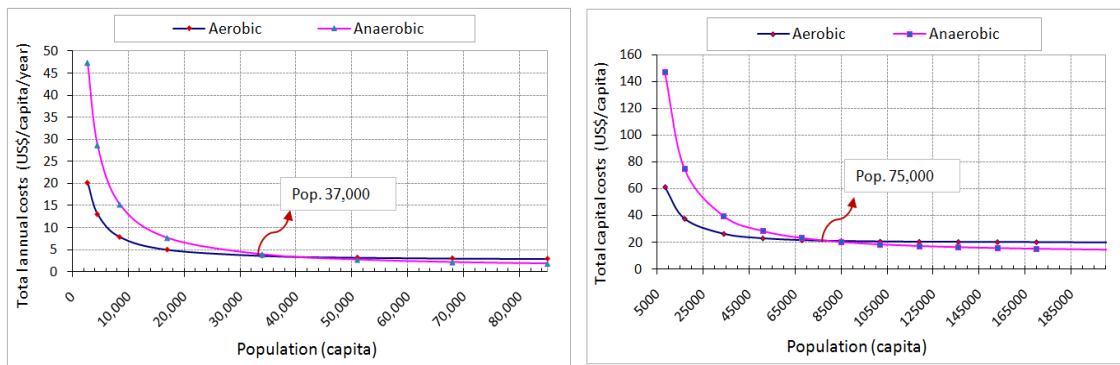 Aerobic Anaerobic
Total annual costs (US$/capita/year)
50
45
40
35
30
25
20
15
10
5
0
Pop. 37,000
0 10,000 20,000 30,000 40,000 50,000 60,000 70,000 80,000
Population (capita)
Aerobic Anaerobic
Total capital costs (US$/capita)
160
140
120
100
80
60
40
20
0
Pop. 75,000
5000 25000 45000 65000 85000 105000 125000 145000 165000 185000
Population (capita)